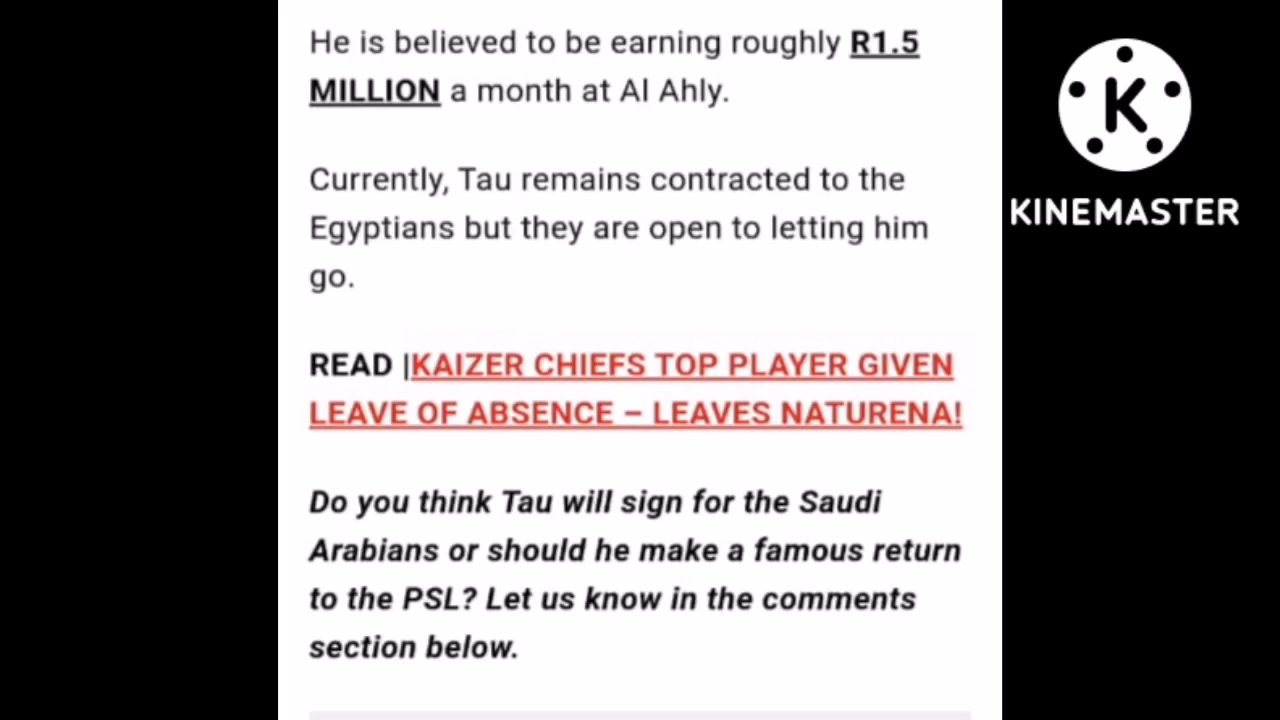 He is believed to be earning roughly R1.5
MILLION a month at Al Ahly.
Currently, Tau remains contracted to the
Egyptians but they are open to letting him
go.
READ |KAIZER CHIEFS TOP PLAYER GIVEN
LEAVE OF ABSENCE – LEAVES NATURENA!
Do you think Tau will sign for the Saudi
Arabians or should he make a famous return
to the PSL? Let us know in the comments
section below.
K
KINEMASTER